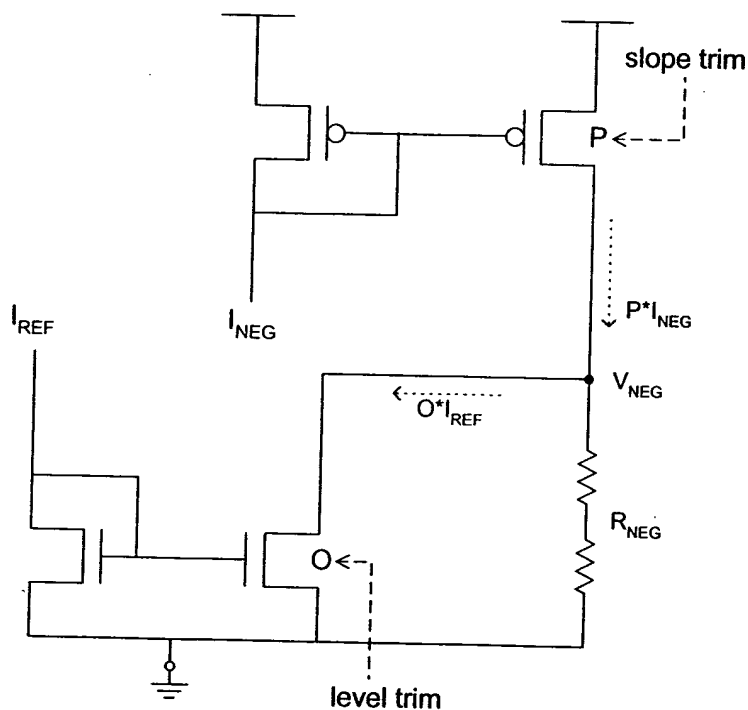 slope trim
P
I_REF
I_NEG
P*I_NEG
V_NEG
O*I_REF
R_NEG
O
level trim